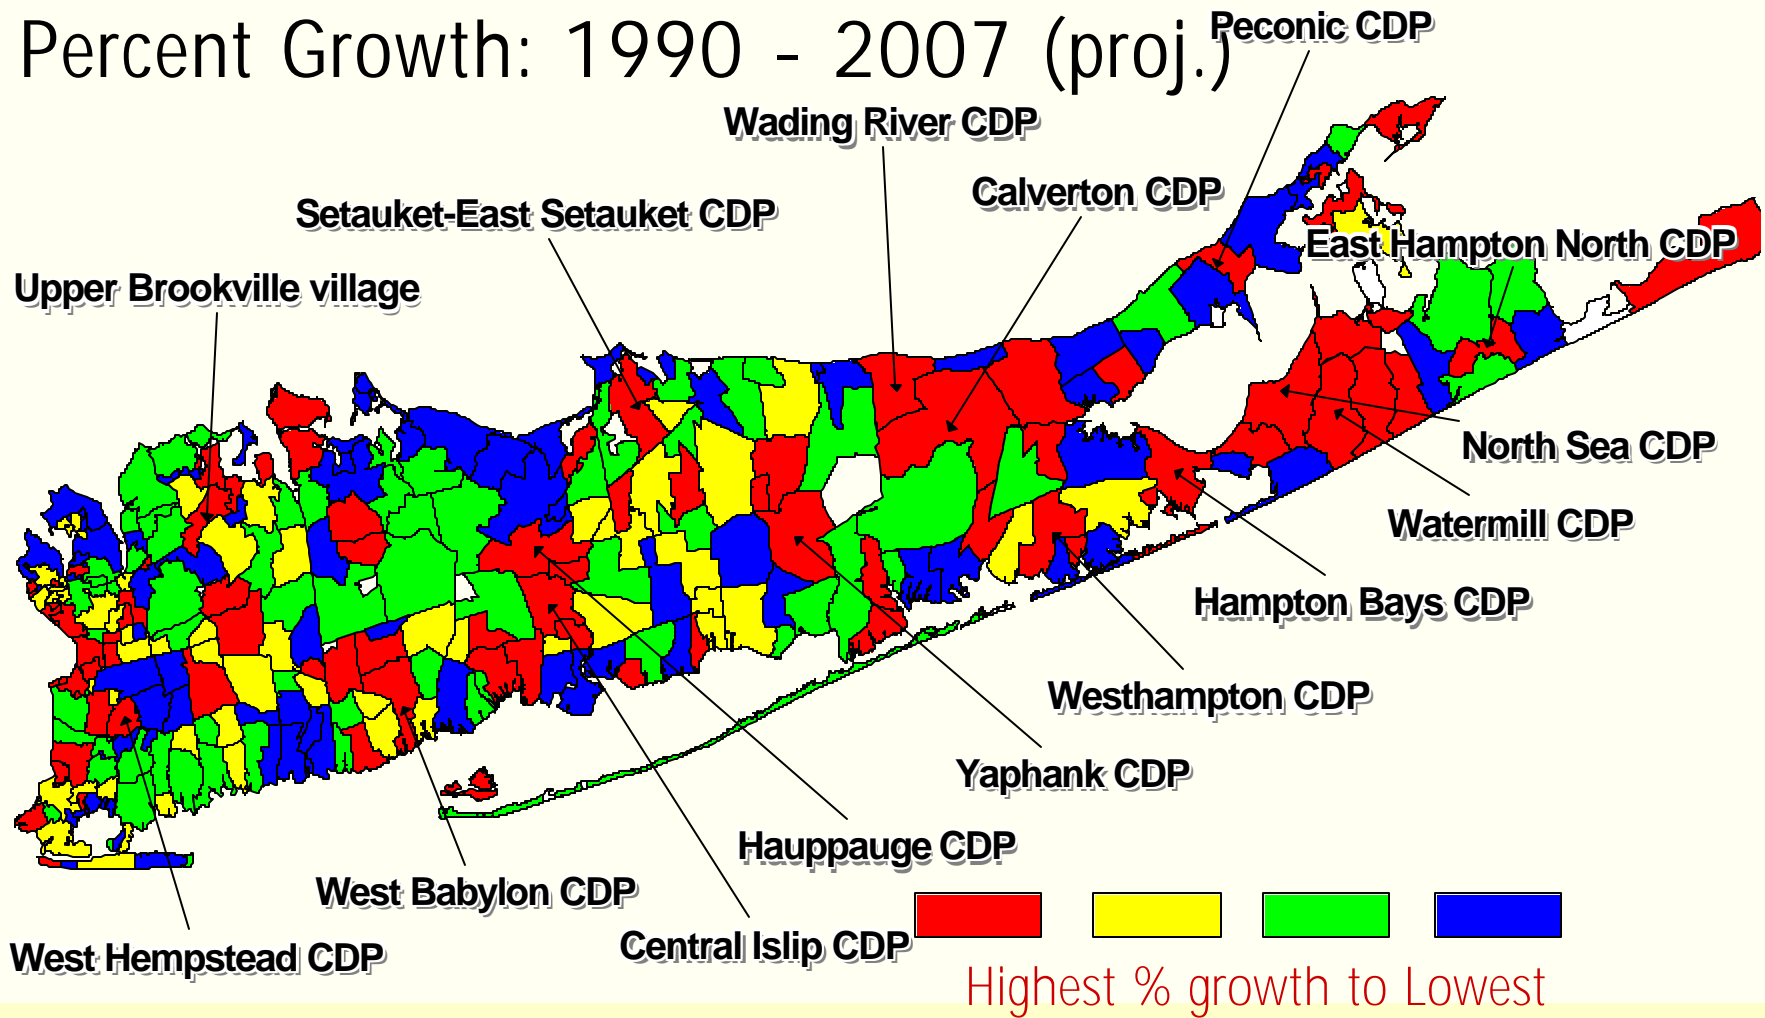 Percent Growth: 1990 - 2007 (proj.)
Peconic CDP
Wading River CDP
Calverton CDP
Setauket-East Setauket CDP
East Hampton North CDP
Upper Brookville village
North Sea CDP
Watermill CDP
Hampton Bays CDP
Westhampton CDP
Yaphank CDP
Hauppauge CDP
West Babylon CDP
Central Islip CDP
West Hempstead CDP
Highest % growth to Lowest